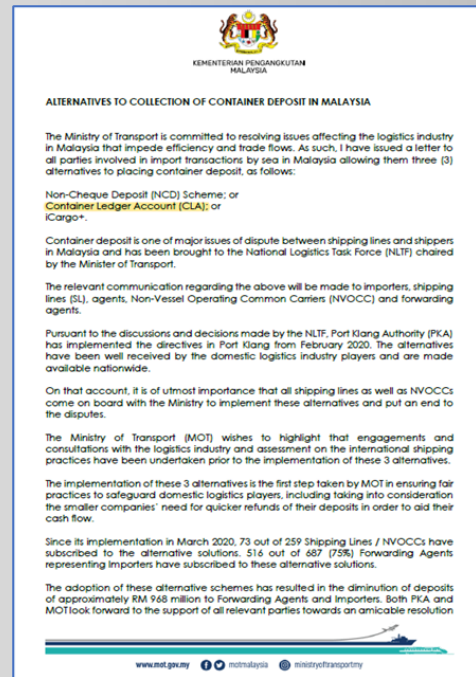 KEMENTERIAN PENGANGKUTAN
MALAYSIA
ALTERNATIVES TO COLLECTION OF CONTAINER DEPOSIT IN MALAYSIA
The Ministry of Transport is committed to resolving issues affecting the logistics industry
in Malaysia that impede efficiency and trade flows. As such, I have issued a letter to
all parties involved in import transactions by sea in Malaysia allowing them three (3)
alternatives to placing container deposit, as follows:
Non-Cheque Deposit (NCD) Scheme; or
Container Ledger Account (CLA); or
iCargo+.
Container deposit is one of major issues of dispute between shipping lines and shippers
in Malaysia and has been brought to the National Logistics Task Force (NLTF) chaired
by the Minister of Transport.
The relevant communication regarding the above will be made to importers, shipping
lines (SL), agents, Non-Vessel Operating Common Carriers (NVOCC) and forwarding
agents.
Pursuant to the discussions and decisions made by the NLTF, Port Klang Authority (PKA)
has implemented the directives in Port Klang from February 2020. The alternatives
have been well received by the domestic logistics industry players and are made
available nationwide.
On that account, it is of utmost importance that all shipping lines as well as NVOCCs
come on board with the Ministry to implement these alternatives and put an end to
the disputes.
The Ministry of Transport (MOT) wishes to highlight that engagements and
consultations with the logistics industry and assessment on the international shipping
practices have been undertaken prior to the implementation of these 3 alternatives.
The implementation of these 3 alternatives is the first step taken by MOT in ensuring fair
practices to safeguard domestic logistics players, including taking into consideration
the smaller companies' need for quicker refunds of their deposits in order to aid their
cash flow.
Since its implementation in March 2020, 73 out of 259 Shipping Lines / NVOCCs have
subscribed to the alternative solutions. 516 out of 687 (75%) Forwarding Agents
representing Importers have subscribed to these alternative solutions.
The adoption of these alternative schemes has resulted in the diminution of deposits
of approximately RM 968 million to Forwarding Agents and Importers. Both PKA and
MOT look forward to the support of all relevant parties towards an amicable resolution
www.mot.gov.my motmalaysia ministryoftransportmy